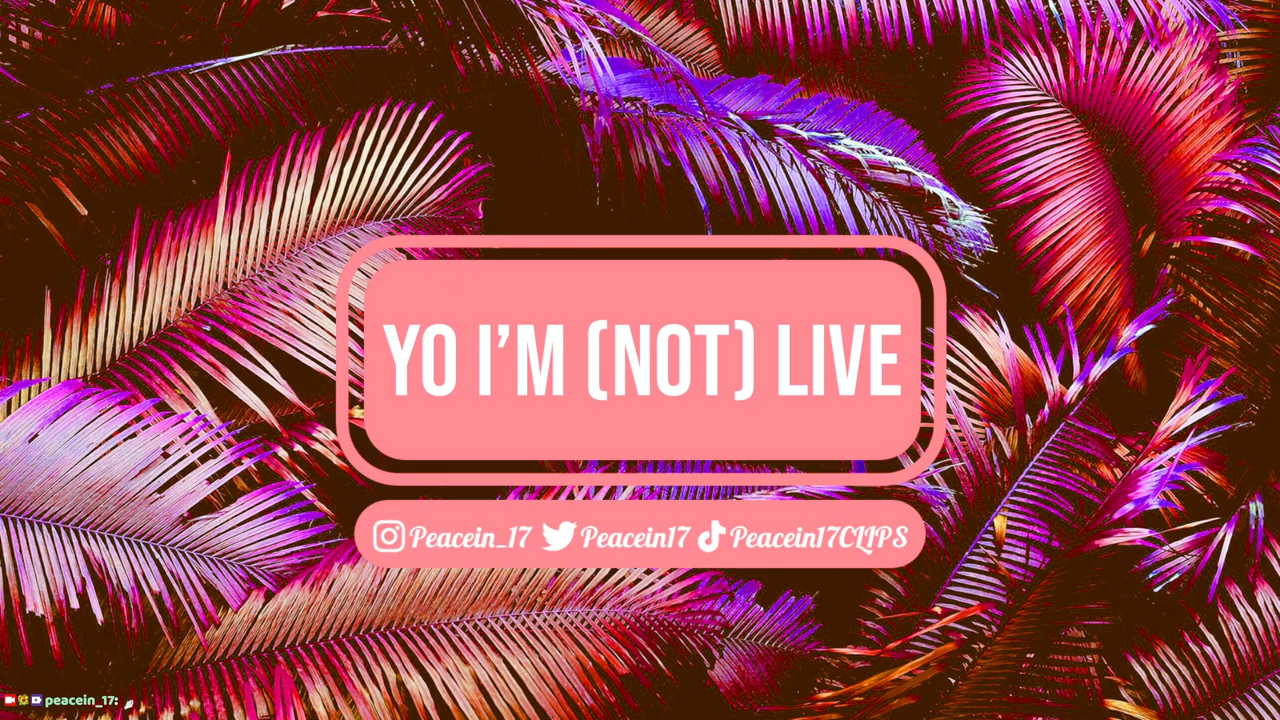 YO I’M (NOT) LIVE
Peacein_17 Peacein17 Peacein17CLIPS
peacein_17: